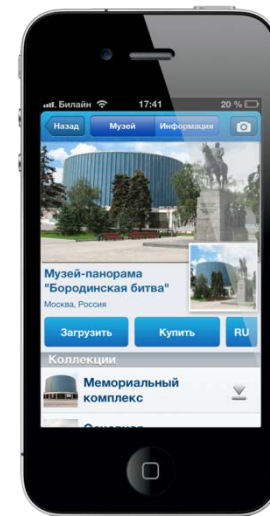 Билайн 17:41 20 %
Назад Музей Информация
Музей-панорама
"Бородинская битва"
Москва, Россия
Загрузить Купить RU
Коллекции
Мемориальный
комплекс
Основная